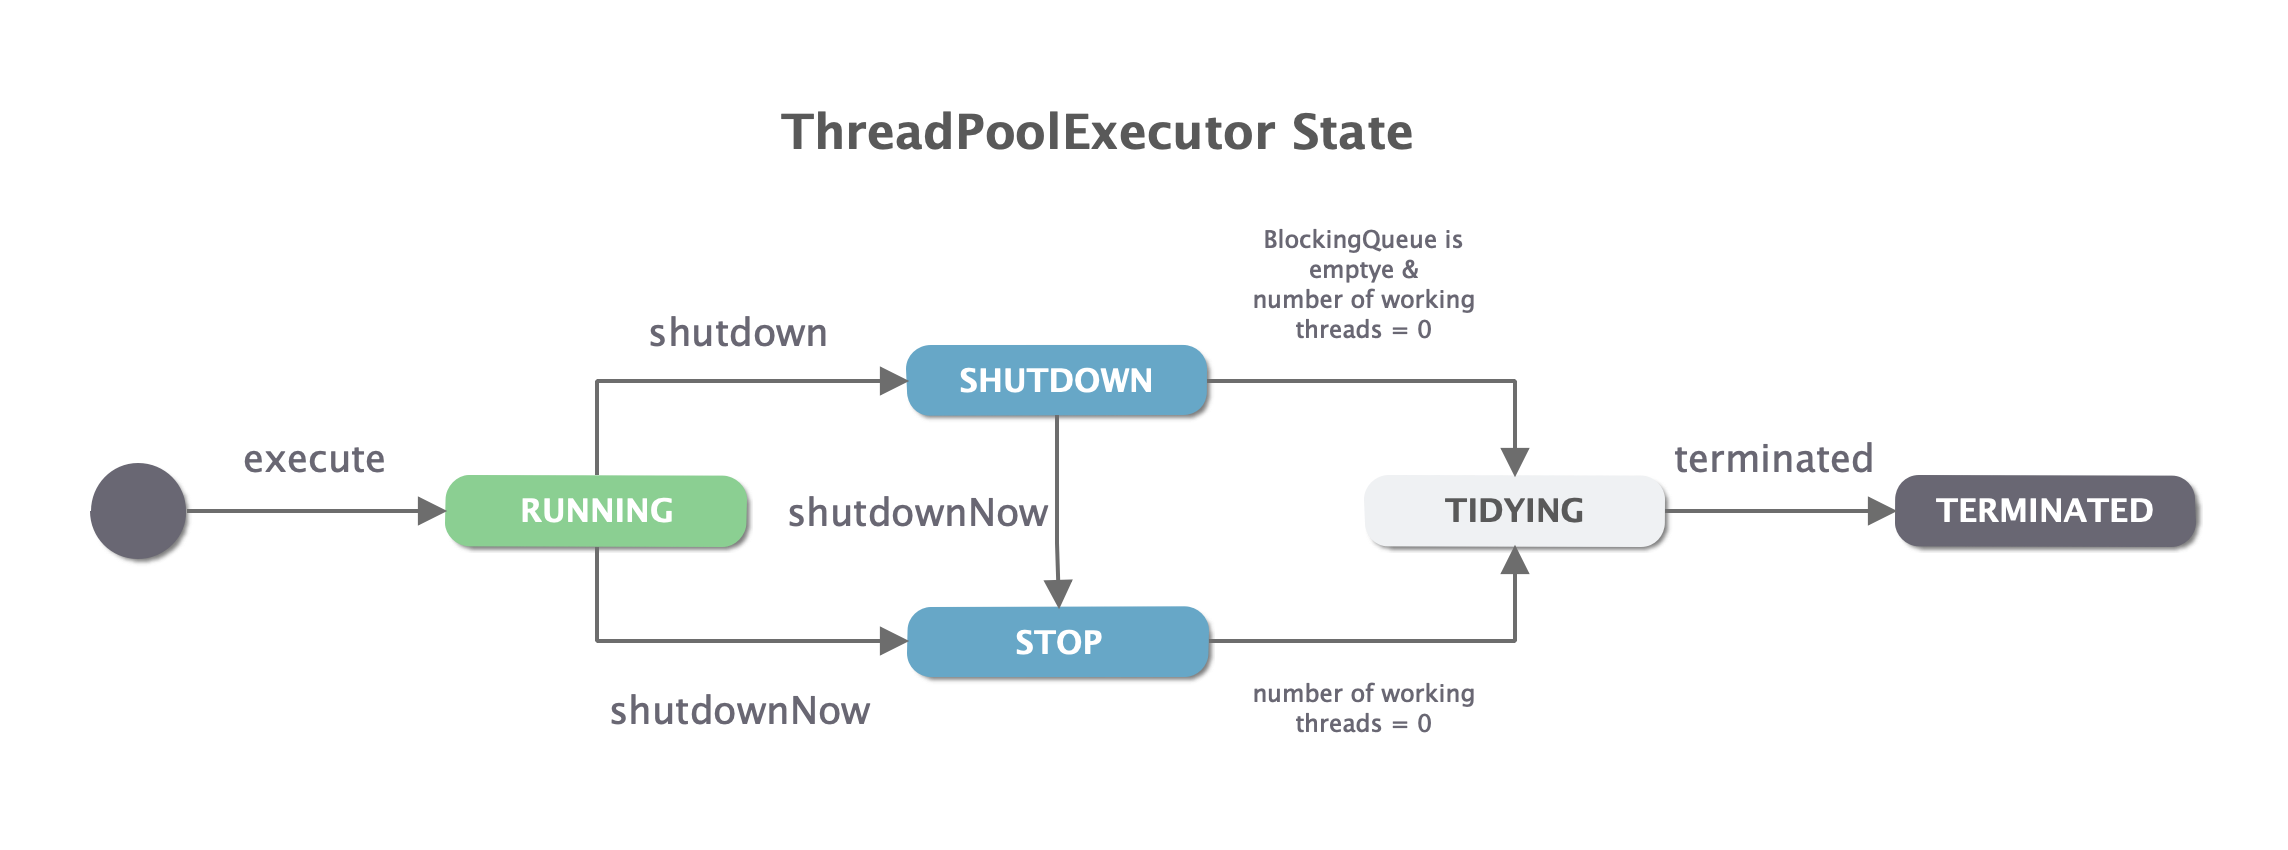 ThreadPoolExecutor State
BlockingQueue is
emptye &
number of working
threads = 0
shutdown
SHUTDOWN
execute
RUNNING
shutdownNow
TIDYING
terminated
TERMINATED
STOP
shutdownNow
number of working
threads = 0